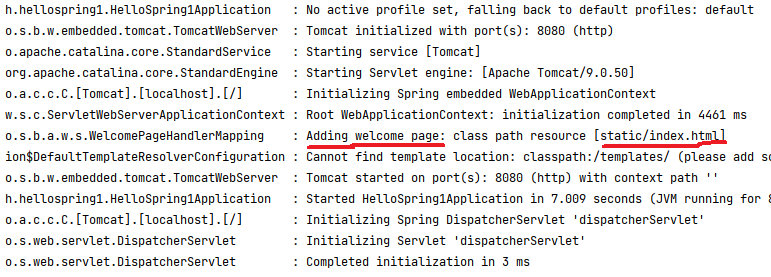 h.hellospring1.HelloSpring1Application : No active profile set, falling back to default profiles: default
o.s.b.w.embedded.tomcat.TomcatWebServer : Tomcat initialized with port(s): 8080 (http)
o.apache.catalina.core.StandardService : Starting service [Tomcat]
org.apache.catalina.core.StandardEngine : Starting Servlet engine: [Apache Tomcat/9.0.50]
o.a.c.c.C.[Tomcat].[localhost].[/] : Initializing Spring embedded WebApplicationContext
w.s.c.ServletWebServerApplicationContext : Root WebApplicationContext: initialization completed in 4461 ms
o.s.b.a.w.s.WelcomePageHandlerMapping : Adding welcome page: class path resource [static/index.html]
ion$DefaultTemplateResolverConfiguration : Cannot find template location: classpath:/templates/ (please add so
o.s.b.w.embedded.tomcat.TomcatWebServer : Tomcat started on port(s): 8080 (http) with context path ''
h.hellospring1.HelloSpring1Application : Started HelloSpring1Application in 7.009 seconds (JVM running for 8
o.a.c.c.C.[Tomcat].[localhost].[/] : Initializing Spring DispatcherServlet 'dispatcherServlet'
o.s.web.servlet.DispatcherServlet : Initializing Servlet 'dispatcherServlet'
o.s.web.servlet.DispatcherServlet : Completed initialization in 3 ms